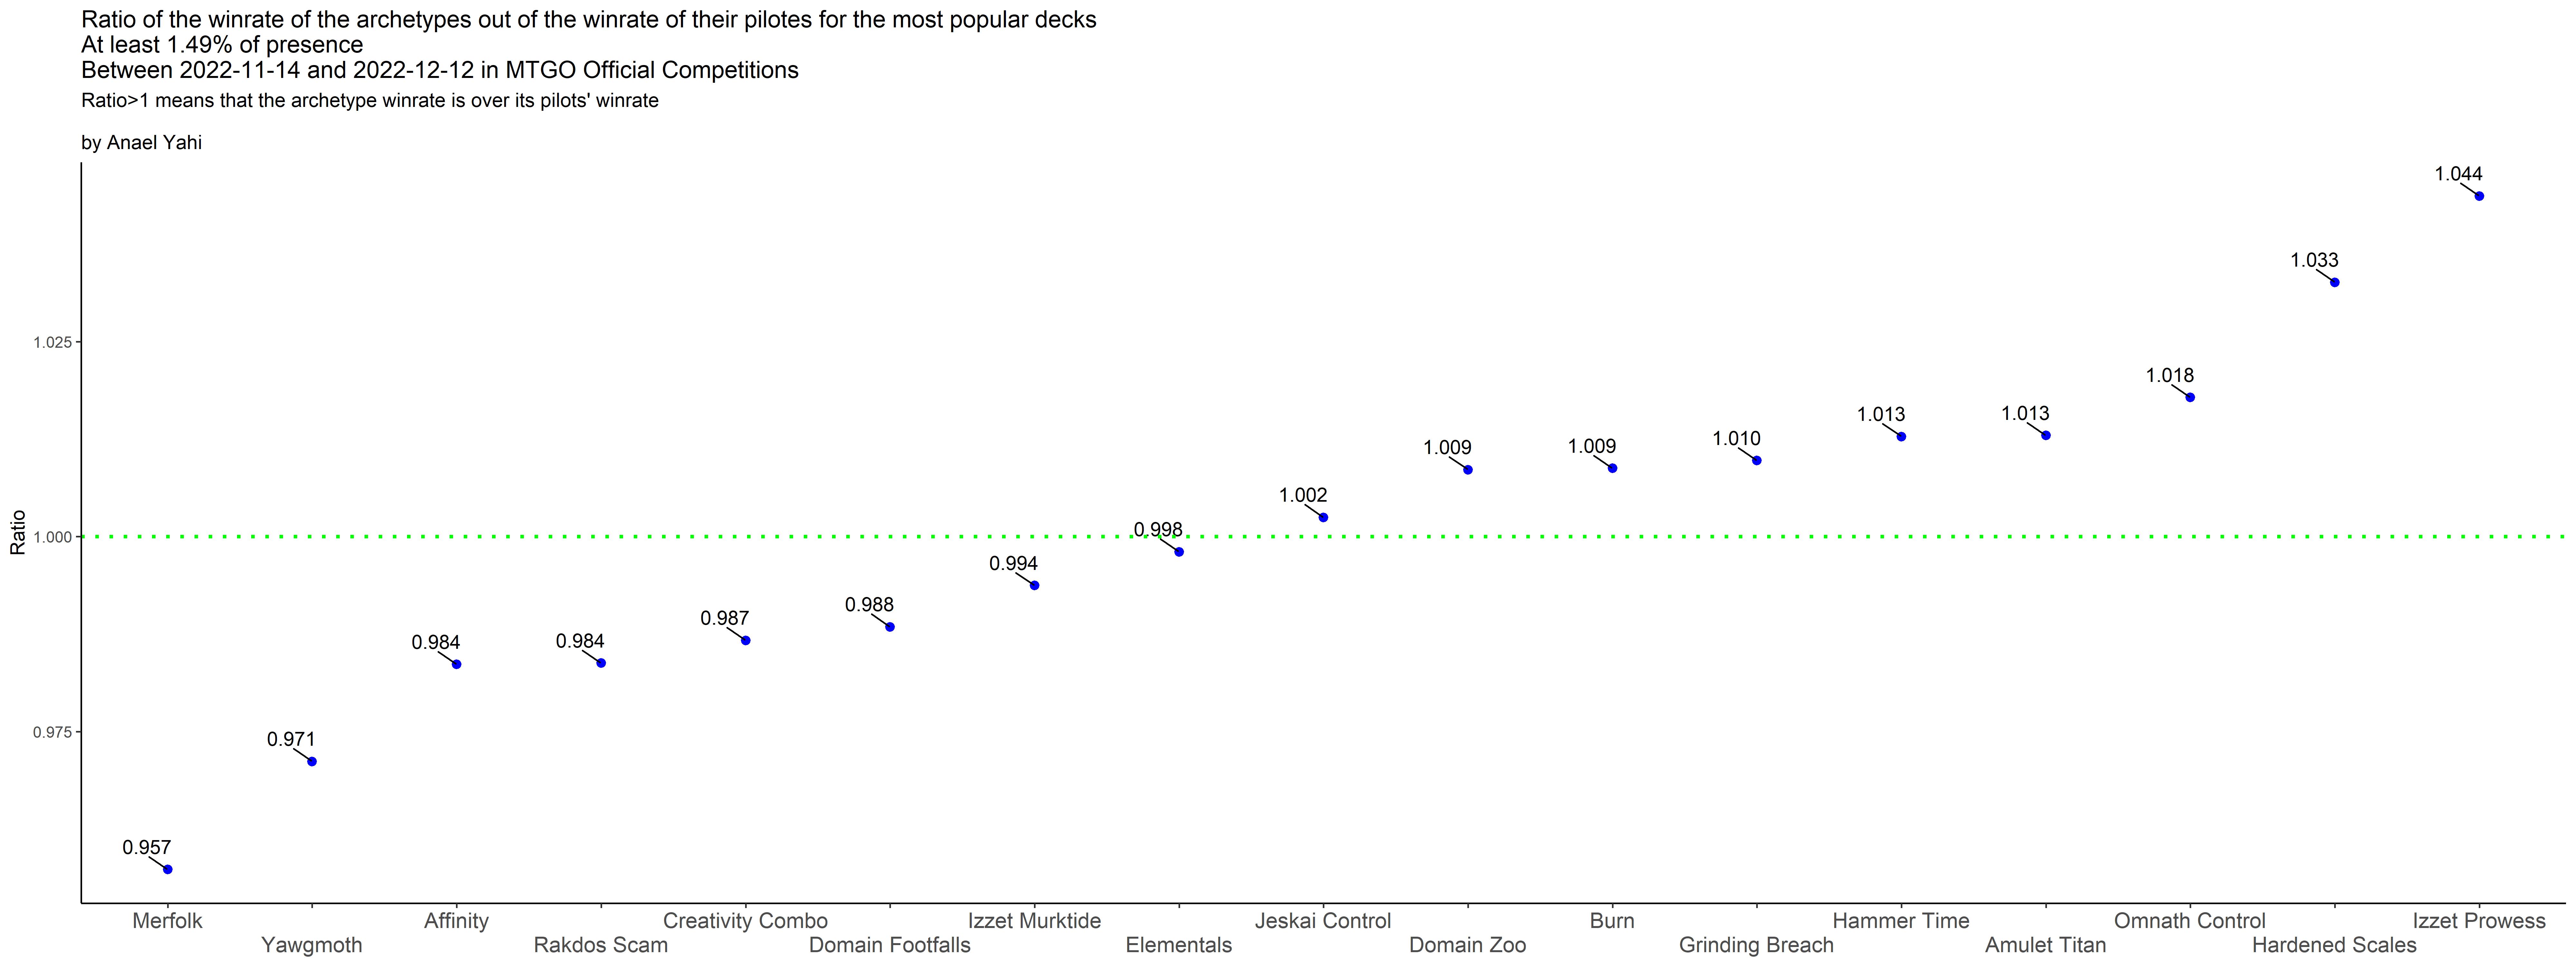 Ratio of the winrate of the archetypes out of the winrate of their pilotes for the most popular decks
At least 1.49% of presence
Between 2022-11-14 and 2022-12-12 in MTGO Official Competitions
Ratio>1 means that the archetype winrate is over its pilots' winrate
by Anael Yahi
1.044
1.033
1.025
1.018
1.013
1.013
1.010
1.009
1.009
1.002
1.000
0.998
0.994
0.988
0.987
0.984
0.984
0.975
0.971
0.957
Ratio
Merfolk
Yawgmoth
Affinity
Rakdos Scam
Creativity Combo
Domain Footfalls
Izzet Murktide
Elementals
Jeskai Control
Domain Zoo
Burn
Grinding Breach
Hammer Time
Amulet Titan
Omnath Control
Hardened Scales
Izzet Prowess